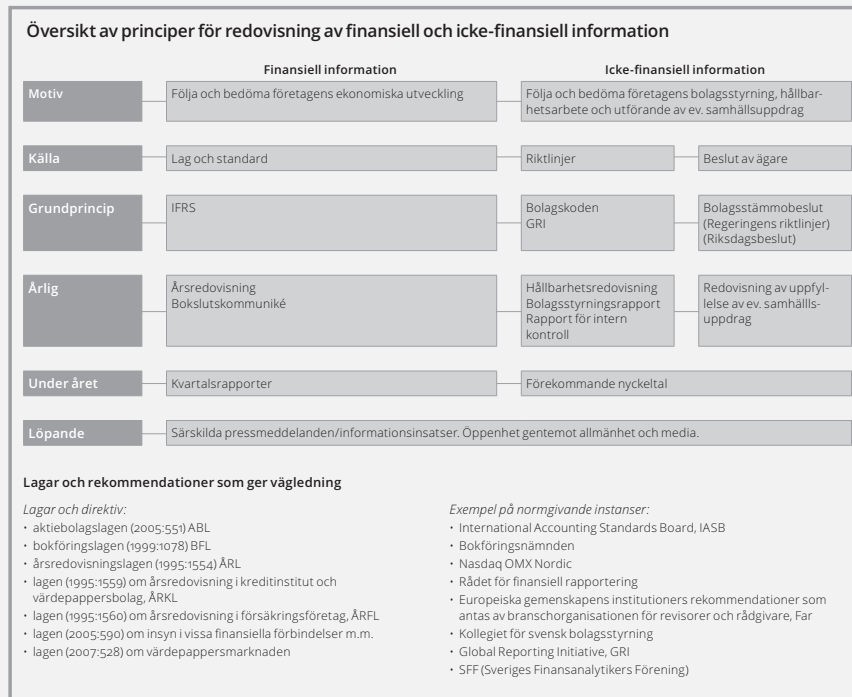 Översikt av principer för redovisning av finansiell och icke-finansiell information
Finansiell information
Icke-finansiell information
Motiv
Följa och bedöma företagens ekonomiska utveckling
Följa och bedöma företagens bolagsstyrning, hållbar-
hetsarbete och utförande av ev. samhällsuppdrag
Källa
Lag och standard
Riktlinjer
Beslut av ägare
Grundprincip
IFRS
Bolagskoden
GRI
Bolagsstämmobeslut
(Regeringens riktlinjer)
(Riksdagsbeslut)
Årlig
Årsredovisning
Bokslutskommuniké
Hållbarhetsredovisning
Bolagsstyrningsrapport
Rapport för intern
kontroll
Redovisning av uppfyl-
lelse av ev. samhällls-
uppdrag
Under året
Kvartalsrapporter
Förekommande nyckeltal
Löpande
Särskilda pressmeddelanden/informationsinsatser. Öppenhet gentemot allmänhet och media.
Lagar och rekommendationer som ger vägledning
Lagar och direktiv:
• aktiebolagslagen (2005:551) ABL
• bokföringslagen (1999:1078) BFL
• årsredovisningslagen (1995:1554) ÅRL
• lagen (1995:1559) om årsredovisning i kreditinstitut och
värdepappersbolag, ÅRKL
• lagen (1995:1560) om årsredovisning i försäkringsföretag, ÅRFL
• lagen (2005:590) om insyn i vissa finansiella förbindelser m.m.
• lagen (2007:528) om värdepappersmarknaden
Exempel på normgivande instanser:
• International Accounting Standards Board, IASB
• Bokföringsnämnden
• Nasdaq OMX Nordic
• Rådet för finansiell rapportering
• Europeiska gemenskapens institutioners rekommendationer som
antas av branschorganisationen för revisorer och rådgivare, Far
• Kollegiet för svensk bolagsstyrning
• Global Reporting Initiative, GRI
• SFF (Sveriges Finansanalytikers Förening)